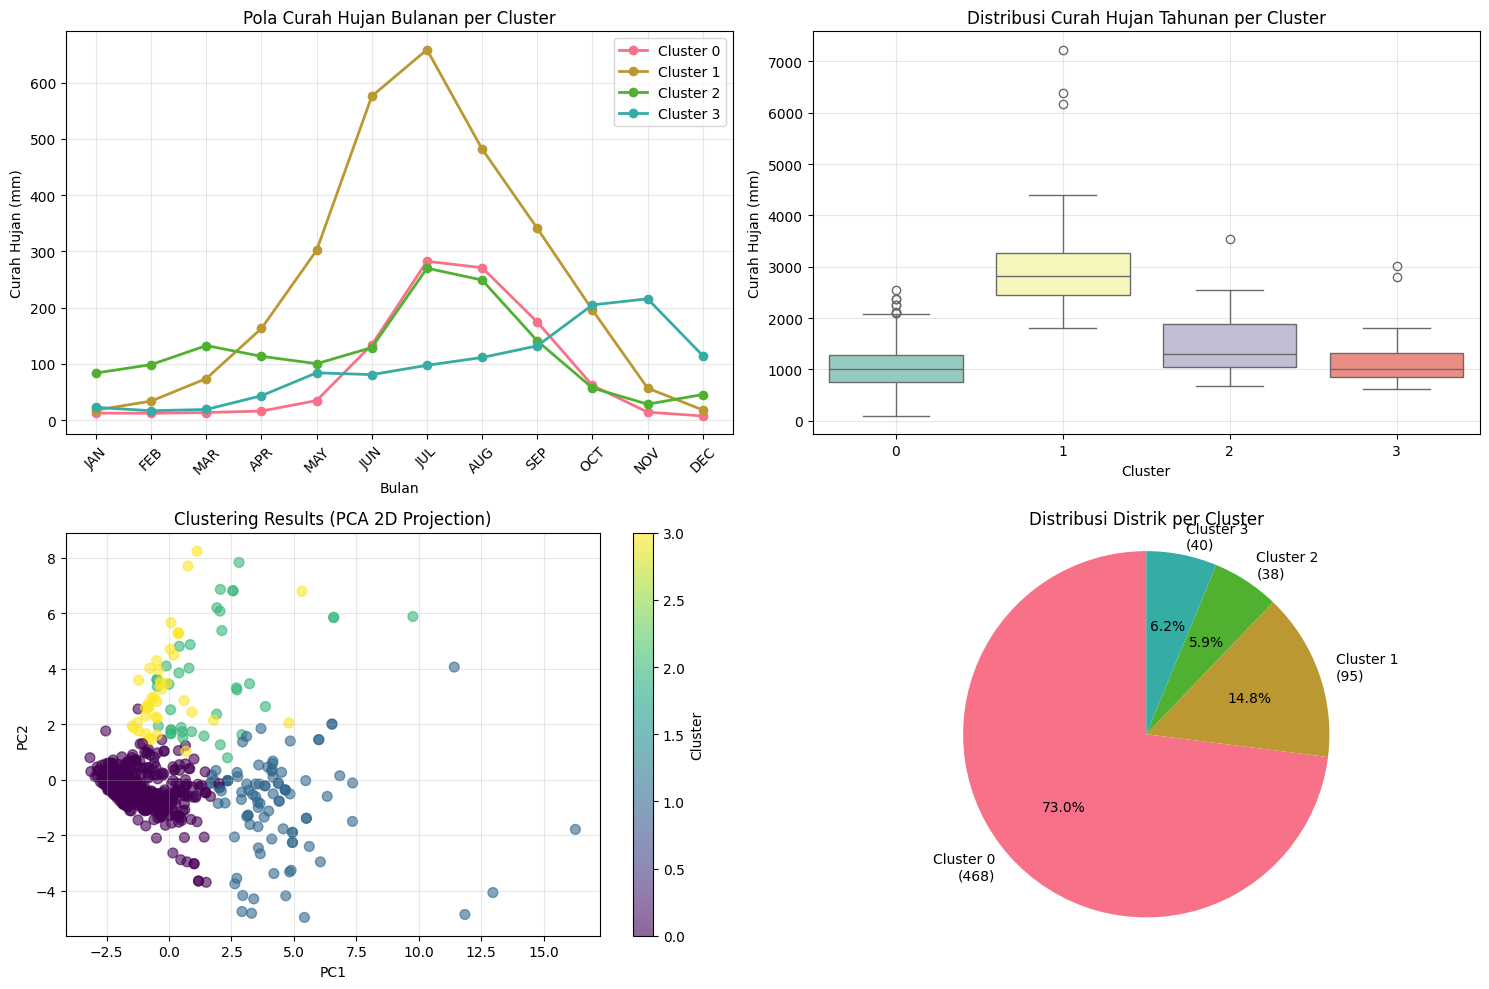 Pola Curah Hujan Bulanan per Cluster
Curah Hujan (mm)
600
500
400
300
200
100
0
Cluster 0
Cluster 1
Cluster 2
Cluster 3
JAN
FEB
MAR
APR
MAY
JUN
JUL
AUG
SEP
OCT
NOV
DEC
Bulan
Distribusi Curah Hujan Tahunan per Cluster
Curah Hujan (mm)
7000
6000
5000
4000
3000
2000
1000
0
0
1
2
3
Cluster
Clustering Results (PCA 2D Projection)
PC2
8
6
4
2
0
−2
−4
−2.5
0.0
2.5
5.0
7.5
10.0
12.5
15.0
PC1
3.0
2.5
2.0
1.5
1.0
0.5
0.0
Cluster
Distribusi Distrik per Cluster
Cluster 3
(40)
Cluster 2
(38)
Cluster 1
(95)
Cluster 0
(468)
6.2%
5.9%
14.8%
73.0%